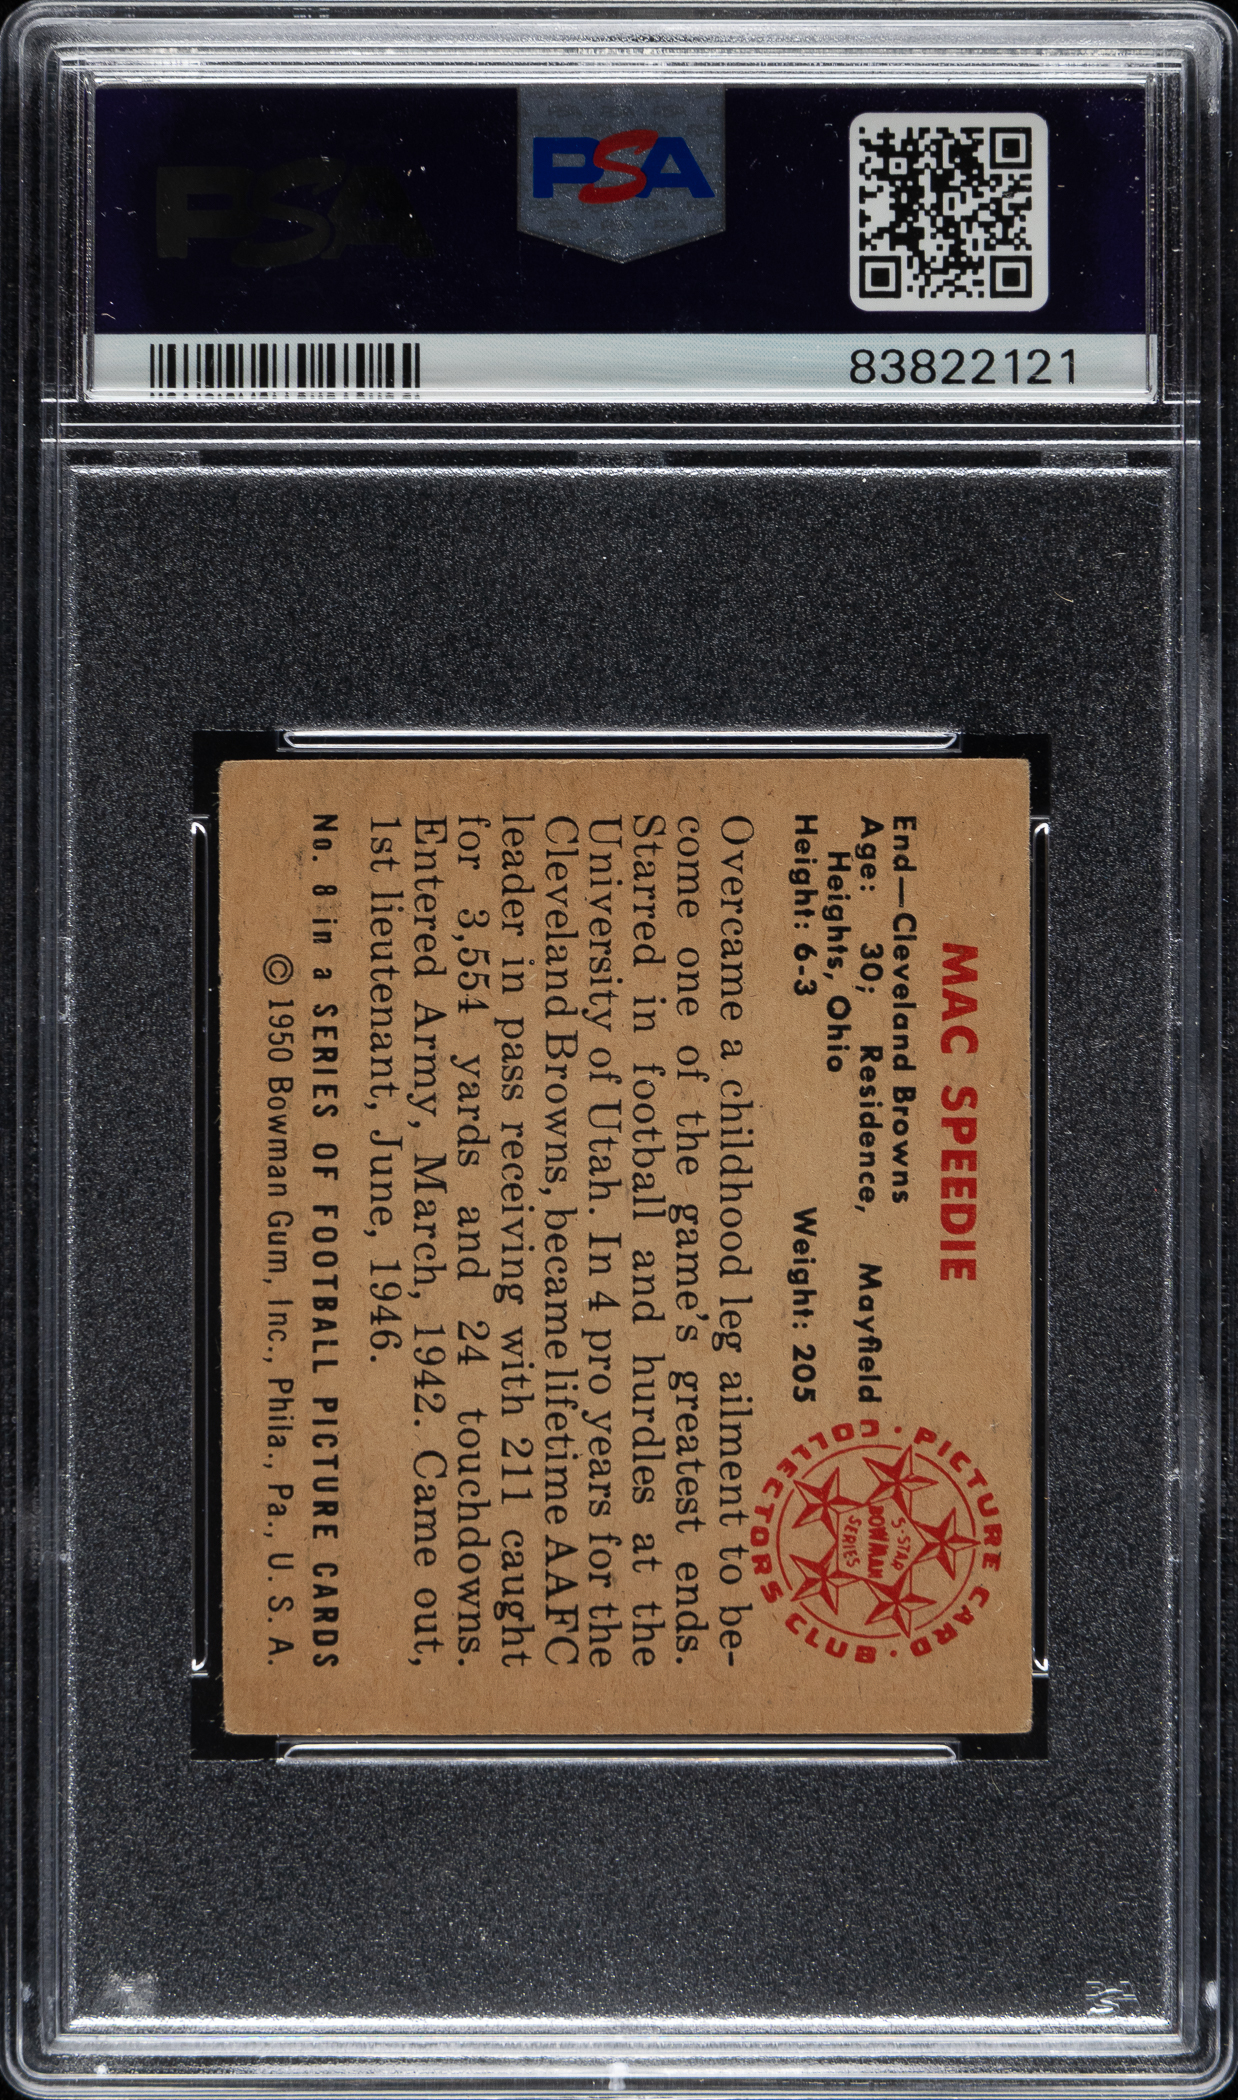 PSA
PSA
83822121
MAC SPEEDIE
End—Cleveland Browns
Age: 30; Residence, Mayfield
Heights, Ohio
Height: 6-3 Weight: 205
PICTURE CARD · COLLECTORS CLUB ·
5-STAR
BOWMAN
SERIES
Overcame a childhood leg ailment to be-
come one of the game's greatest ends.
Starred in football and hurdles at the
University of Utah. In 4 pro years for the
Cleveland Browns, became lifetime AAFC
leader in pass receiving with 211 caught
for 3,554 yards and 24 touchdowns.
Entered Army, March, 1942. Came out,
1st lieutenant, June, 1946.
No. 8 in a SERIES OF FOOTBALL PICTURE CARDS
© 1950 Bowman Gum, Inc., Phila., Pa., U. S. A.
PSA